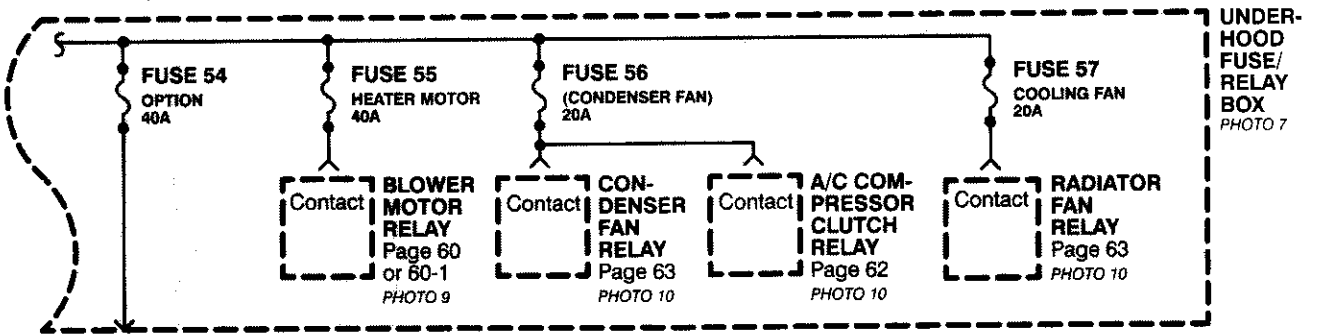 UNDER-
HOOD
FUSE/
RELAY
BOX
PHOTO 7
FUSE 54
OPTION
40A
FUSE 55
HEATER MOTOR
40A
FUSE 56
(CONDENSER FAN)
20A
FUSE 57
COOLING FAN
20A
Contact
BLOWER
MOTOR
RELAY
Page 60
or 60-1
PHOTO 9
Contact
CON-
DENSER
FAN
RELAY
Page 63
PHOTO 10
Contact
A/C COM-
PRESSOR
CLUTCH
RELAY
Page 62
PHOTO 10
Contact
RADIATOR
FAN
RELAY
Page 63
PHOTO 10